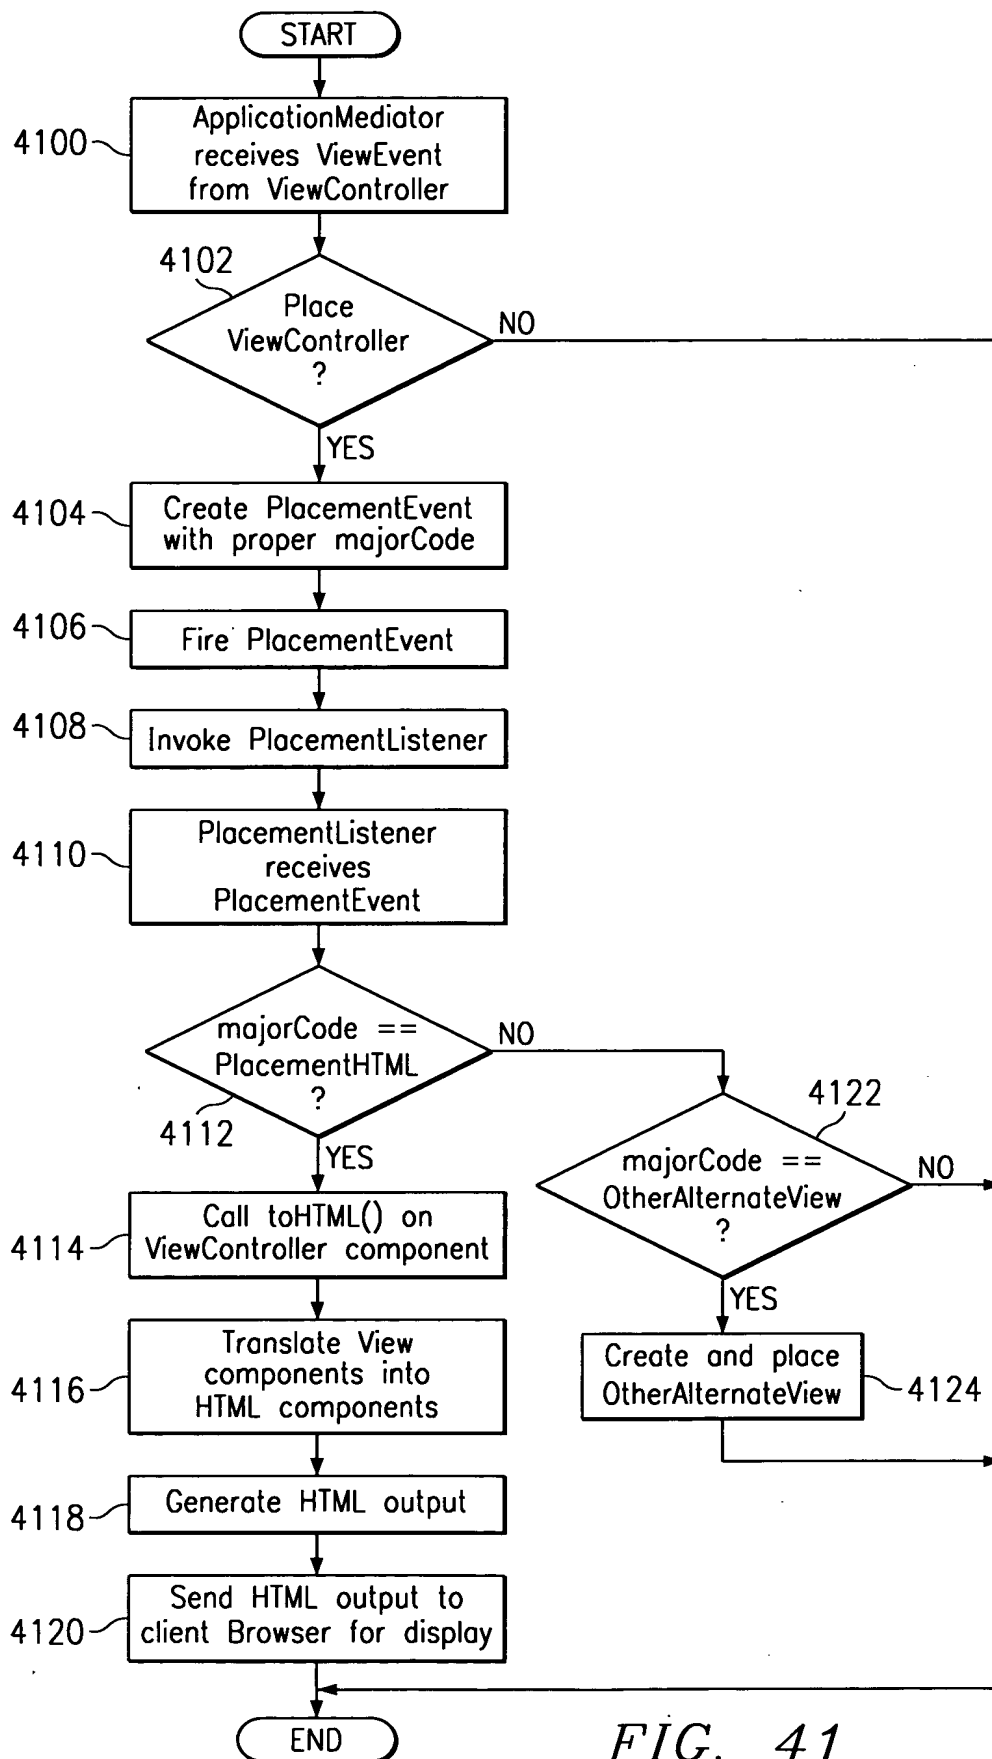 START
4100
ApplicationMediator
receives ViewEvent
from ViewController
4102
Place
ViewController
?
NO
YES
4104
Create PlacementEvent
with proper majorCode
4106
Fire PlacementEvent
4108
Invoke PlacementListener
4110
PlacementListener
receives
PlacementEvent
majorCode ==
PlacementHTML
?
NO
4112
YES
4122
majorCode ==
OtherAlternateView
?
NO
YES
4114
Call toHTML() on
ViewController component
4124
Create and place
OtherAlternateView
4116
Translate View
components into
HTML components
4118
Generate HTML output
4120
Send HTML output to
client Browser for display
END
FIG. 41